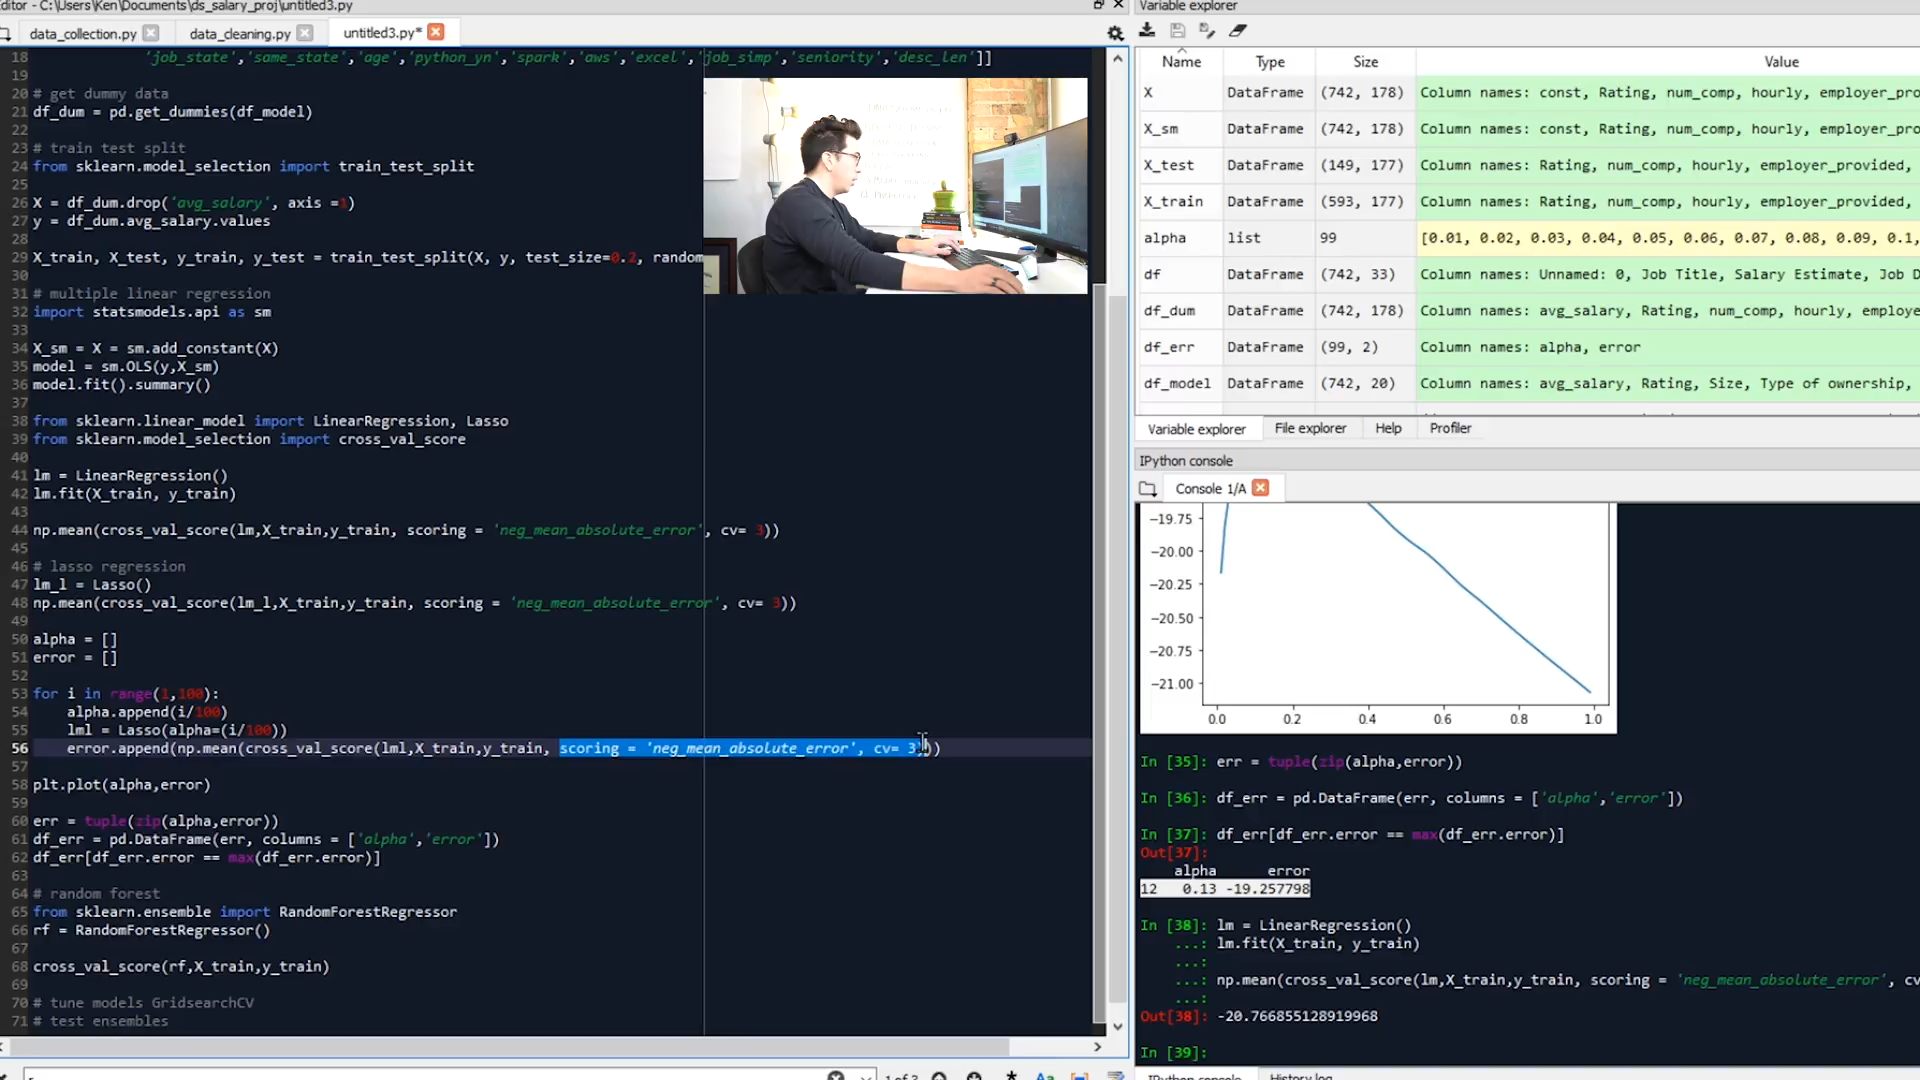 ditor - C:\Users\Ken\Documents\ds_salary_proj\untitled3.py
data_collection.py
data_cleaning.py
untitled3.py*
18 'job_state','same_state','age','python_yn','spark','aws','excel','job_simp','seniority','desc_len']]
19
20 # get dummy data
21 df_dum = pd.get_dummies(df_model)
22
23 # train test split
24 from sklearn.model_selection import train_test_split
25
26 X = df_dum.drop('avg_salary', axis =1)
27 y = df_dum.avg_salary.values
28
29 X_train, X_test, y_train, y_test = train_test_split(X, y, test_size=0.2, random
30
31 # multiple linear regression
32 import statsmodels.api as sm
33
34 X_sm = X = sm.add_constant(X)
35 model = sm.OLS(y,X_sm)
36 model.fit().summary()
37
38 from sklearn.linear_model import LinearRegression, Lasso
39 from sklearn.model_selection import cross_val_score
40
41 lm = LinearRegression()
42 lm.fit(X_train, y_train)
43
44 np.mean(cross_val_score(lm,X_train,y_train, scoring = 'neg_mean_absolute_error', cv= 3))
45
46 # lasso regression
47 lm_l = Lasso()
48 np.mean(cross_val_score(lm_l,X_train,y_train, scoring = 'neg_mean_absolute_error', cv= 3))
49
50 alpha = []
51 error = []
52
53 for i in range(1,100):
54 alpha.append(i/100)
55 lml = Lasso(alpha=(i/100))
56 error.append(np.mean(cross_val_score(lml,X_train,y_train, scoring = 'neg_mean_absolute_error', cv= 3)))
57
58 plt.plot(alpha,error)
59
60 err = tuple(zip(alpha,error))
61 df_err = pd.DataFrame(err, columns = ['alpha','error'])
62 df_err[df_err.error == max(df_err.error)]
63
64 # random forest
65 from sklearn.ensemble import RandomForestRegressor
66 rf = RandomForestRegressor()
67
68 cross_val_score(rf,X_train,y_train)
69
70 # tune models GridsearchCV
71 # test ensembles
1 of 3
Variable explorer
Name Type Size Value
X DataFrame (742, 178) Column names: const, Rating, num_comp, hourly, employer_pro
X_sm DataFrame (742, 178) Column names: const, Rating, num_comp, hourly, employer_pro
X_test DataFrame (149, 177) Column names: Rating, num_comp, hourly, employer_provided,
X_train DataFrame (593, 177) Column names: Rating, num_comp, hourly, employer_provided,
alpha list 99 [0.01, 0.02, 0.03, 0.04, 0.05, 0.06, 0.07, 0.08, 0.09, 0.1,
df DataFrame (742, 33) Column names: Unnamed: 0, Job Title, Salary Estimate, Job D
df_dum DataFrame (742, 178) Column names: avg_salary, Rating, num_comp, hourly, employe
df_err DataFrame (99, 2) Column names: alpha, error
df_model DataFrame (742, 20) Column names: avg_salary, Rating, Size, Type of ownership,
Variable explorer File explorer Help Profiler
IPython console
Console 1/A
−19.75
−20.00
−20.25
−20.50
−20.75
−21.00
0.0 0.2 0.4 0.6 0.8 1.0
In [35]: err = tuple(zip(alpha,error))
In [36]: df_err = pd.DataFrame(err, columns = ['alpha','error'])
In [37]: df_err[df_err.error == max(df_err.error)]
Out[37]:
alpha error
12 0.13 -19.257798
In [38]: lm = LinearRegression()
...: lm.fit(X_train, y_train)
...:
...: np.mean(cross_val_score(lm,X_train,y_train, scoring = 'neg_mean_absolute_error', cv
...:
Out[38]: -20.766855128919968
In [39]:
IPython console History log